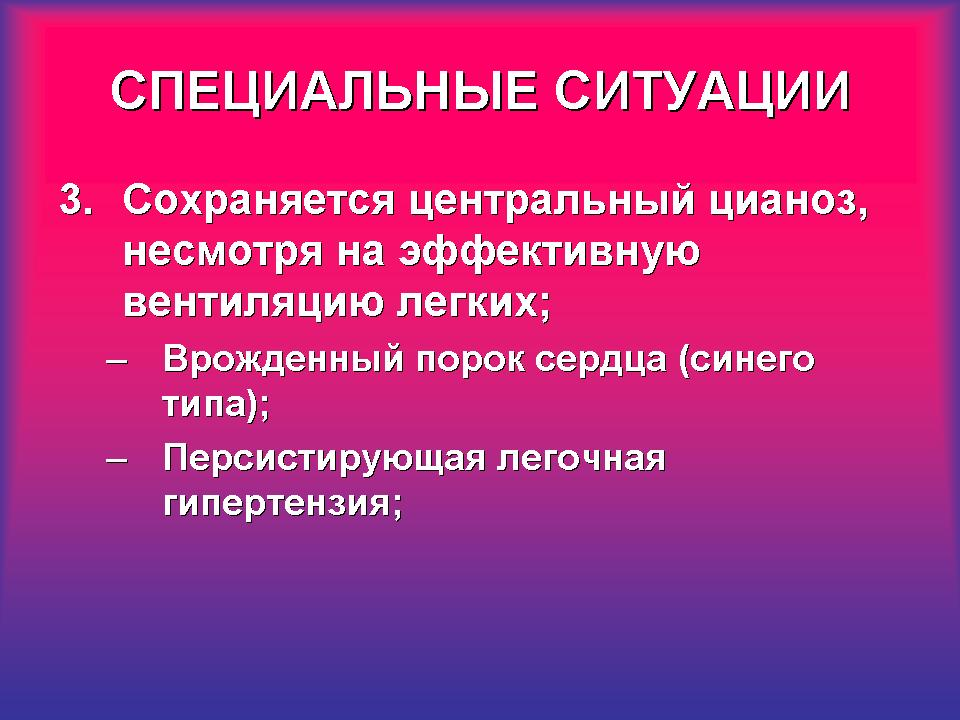 СПЕЦИАЛЬНЫЕ СИТУАЦИИ
3. Сохраняется центральный цианоз,
несмотря на эффективную
вентиляцию легких;
– Врожденный порок сердца (синего
типа);
– Персистирующая легочная
гипертензия;